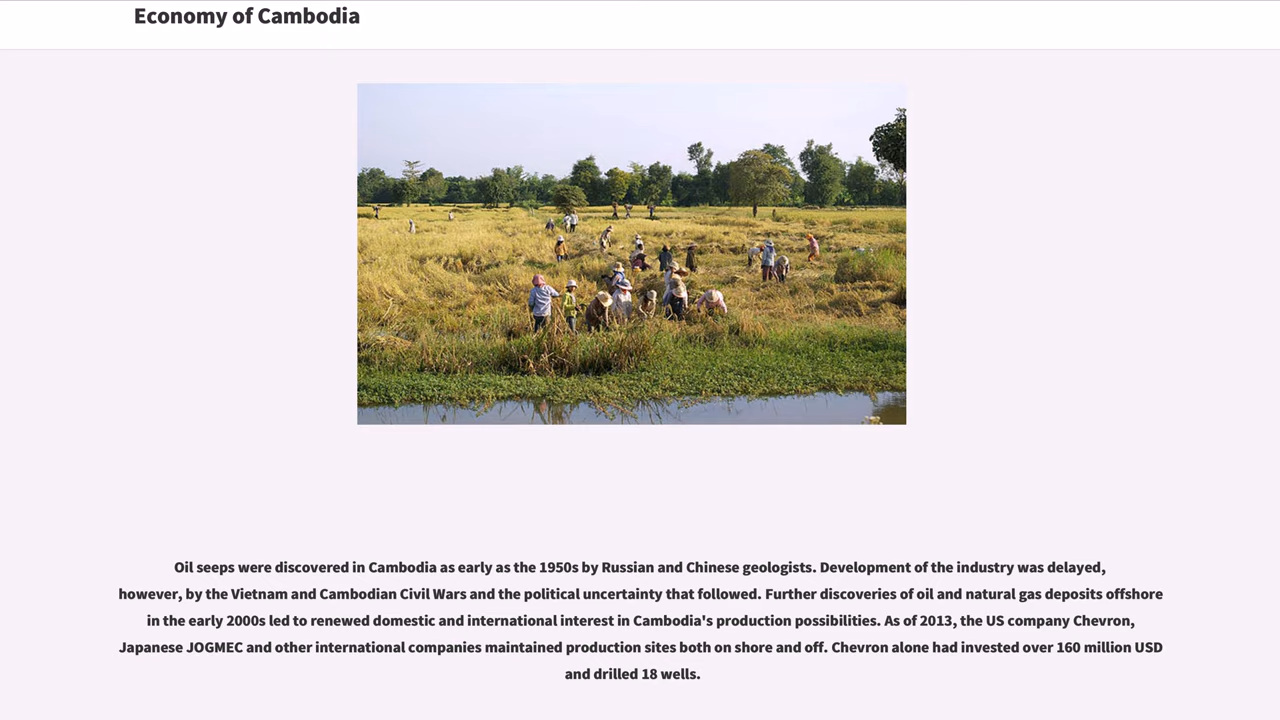 Economy of Cambodia
Oil seeps were discovered in Cambodia as early as the 1950s by Russian and Chinese geologists. Development of the industry was delayed,
however, by the Vietnam and Cambodian Civil Wars and the political uncertainty that followed. Further discoveries of oil and natural gas deposits offshore
in the early 2000s led to renewed domestic and international interest in Cambodia's production possibilities. As of 2013, the US company Chevron,
Japanese JOGMEC and other international companies maintained production sites both on shore and off. Chevron alone had invested over 160 million USD
and drilled 18 wells.